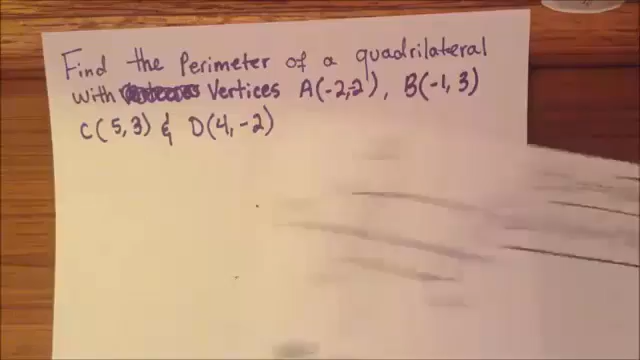 Find the Perimeter of a quadrilateral
with Vertices A(-2,-2), B(-1, 3)
C(5,3) & D(4,-2)